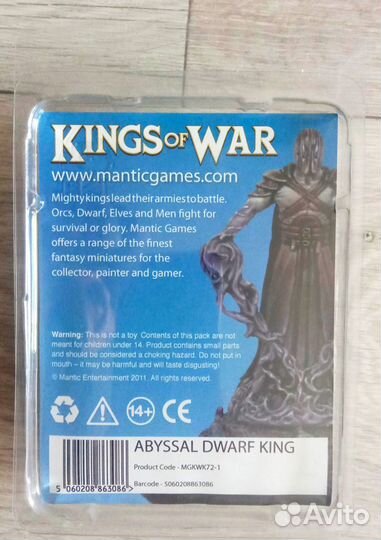 KINGS OF WAR
www.manticgames.com
Mighty kings lead their armies to battle.
Orcs, Dwarf, Elves and Men fight for
survival or glory. Mantic Games
offers a range of the finest
fantasy miniatures for the
collector, painter and gamer.
Warning: This is not a toy. Contents of this pack are not
meant for children under 14. Product contains small parts
and should be considered a choking hazard. Do not put in
mouth – it may be harmful and will taste disgusting!
© Mantic Entertainment 2011. All rights reserved.
14+ CE
ABYSSAL DWARF KING
Product Code - MGKWK72-1
Barcode - 5060208863086
5 060208 863086 >
Avito